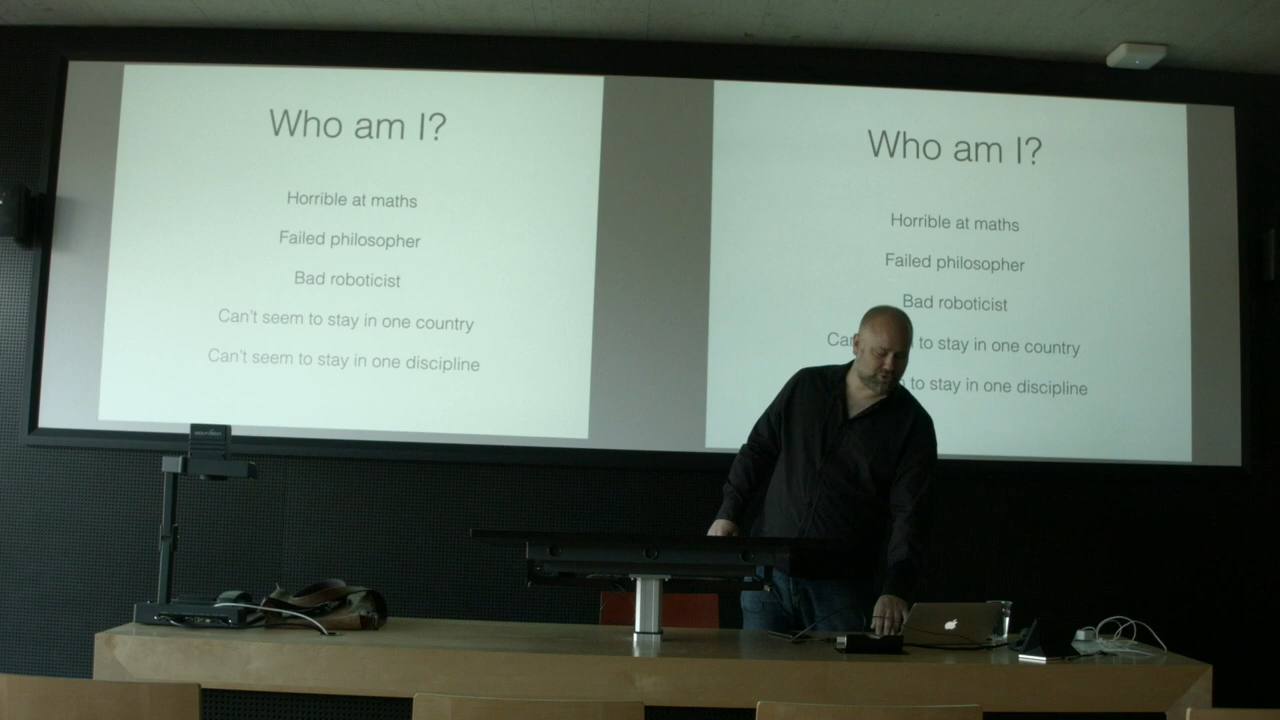 Who am I?
Horrible at maths
Failed philosopher
Bad roboticist
Can't seem to stay in one country
Can't seem to stay in one discipline
Who am I?
Horrible at maths
Failed philosopher
Bad roboticist
to stay in one country
to stay in one discipline